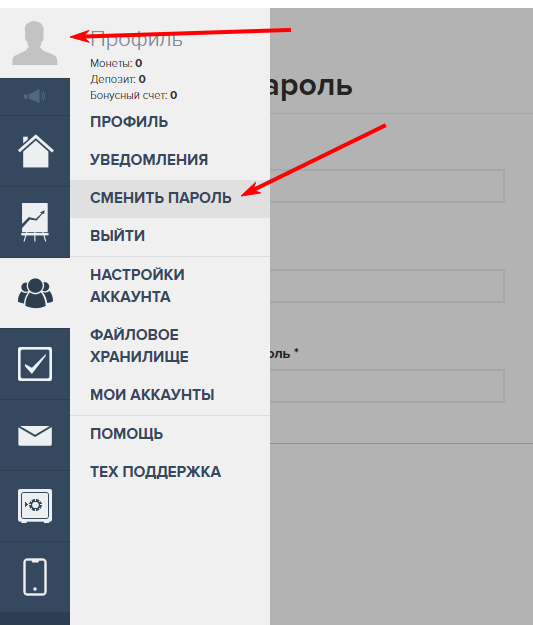 Профиль
Монеты: 0
Депозит: 0
Бонусный счет: 0
ПРОФИЛЬ
УВЕДОМЛЕНИЯ
СМЕНИТЬ ПАРОЛЬ
ВЫЙТИ
НАСТРОЙКИ
АККАУНТА
ФАЙЛОВОЕ
ХРАНИЛИЩЕ
МОИ АККАУНТЫ
ПОМОЩЬ
ТЕХ ПОДДЕРЖКА
ароль
оль *